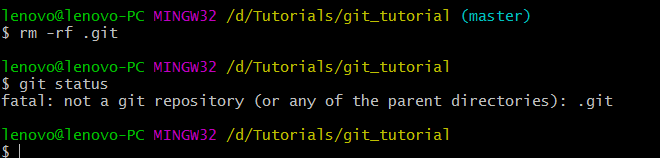 lenovo@lenovo-PC MINGW32 /d/Tutorials/git_tutorial (master)
$ rm -rf .git
lenovo@lenovo-PC MINGW32 /d/Tutorials/git_tutorial
$ git status
fatal: not a git repository (or any of the parent directories): .git
lenovo@lenovo-PC MINGW32 /d/Tutorials/git_tutorial
$